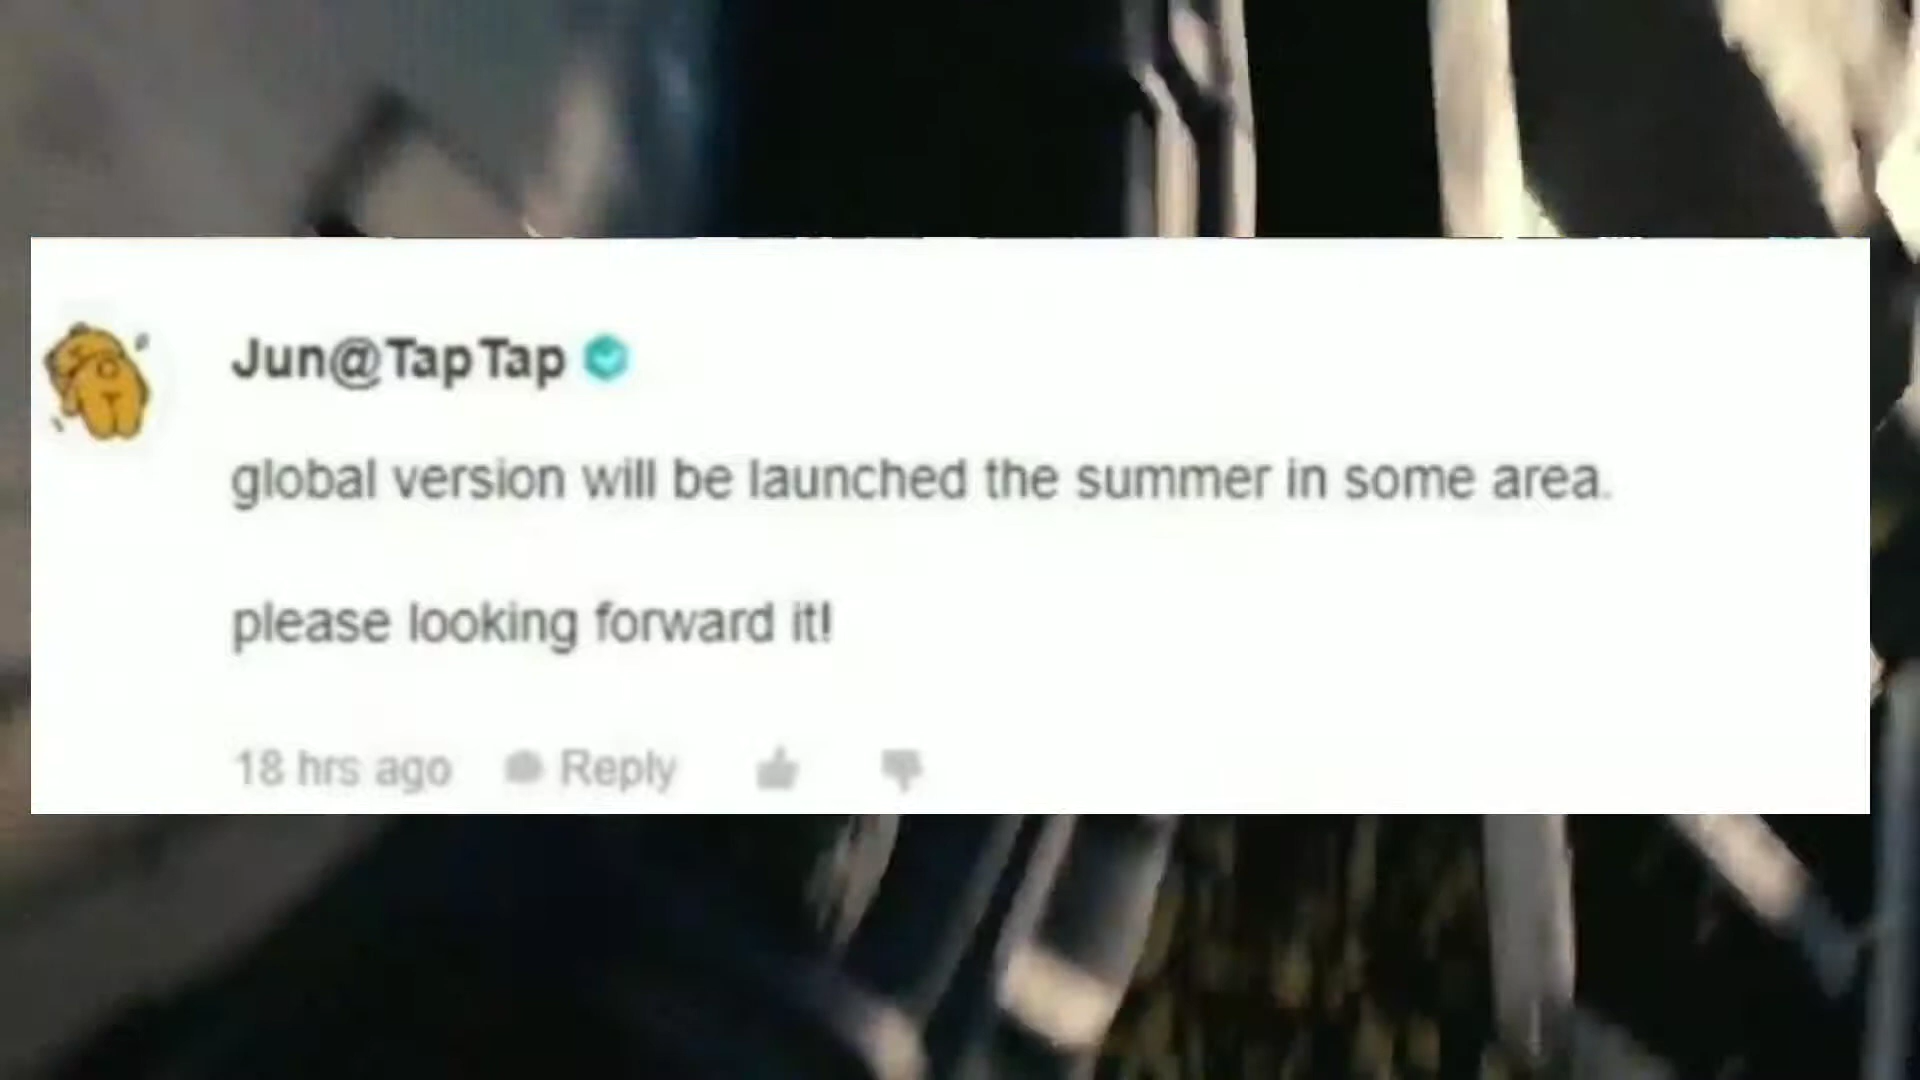 Jun@TapTap
global version will be launched the summer in some area.
please looking forward it!
18 hrs ago Reply